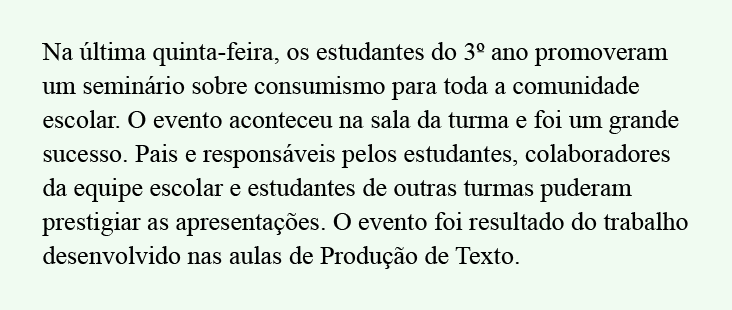 Na última quinta-feira, os estudantes do 3º ano promoveram
um seminário sobre consumismo para toda a comunidade
escolar. O evento aconteceu na sala da turma e foi um grande
sucesso. Pais e responsáveis pelos estudantes, colaboradores
da equipe escolar e estudantes de outras turmas puderam
prestigiar as apresentações. O evento foi resultado do trabalho
desenvolvido nas aulas de Produção de Texto.